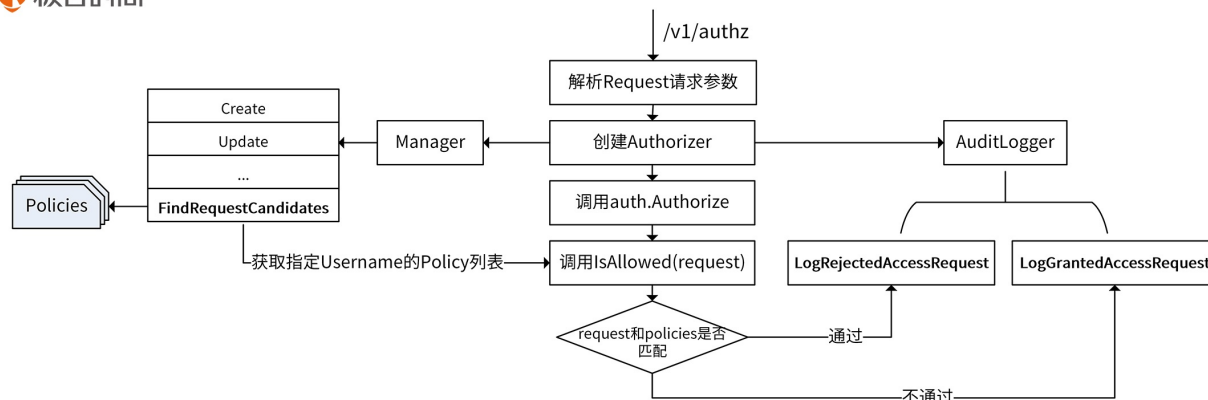 /v1/authz
解析Request请求参数
Create
Update
...
FindRequestCandidates
Manager
创建Authorizer
AuditLogger
Policies
调用auth.Authorize
获取指定Username的Policy列表
调用IsAllowed(request)
LogRejectedAccessRequest
LogGrantedAccessRequest
request和policies是否
匹配
通过
不通过